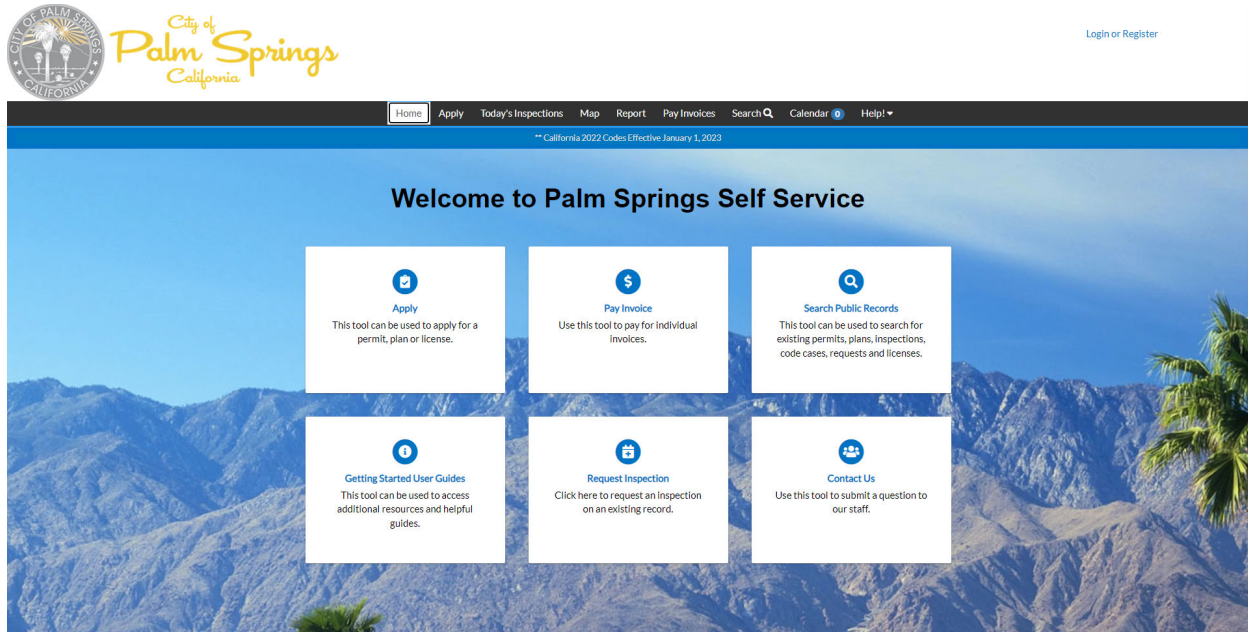 CITY OF PALM SPRINGS
CALIFORNIA
City of
Palm Springs
California
Login or Register
Home Apply Today's Inspections Map Report Pay Invoices Search Calendar 0 Help!
** California 2022 Codes Effective January 1, 2023
Welcome to Palm Springs Self Service
Apply
This tool can be used to apply for a
permit, plan or license.
Pay Invoice
Use this tool to pay for individual
invoices.
Search Public Records
This tool can be used to search for
existing permits, plans, inspections,
code cases, requests and licenses.
Getting Started User Guides
This tool can be used to access
additional resources and helpful
guides.
Request Inspection
Click here to request an inspection
on an existing record.
Contact Us
Use this tool to submit a question to
our staff.